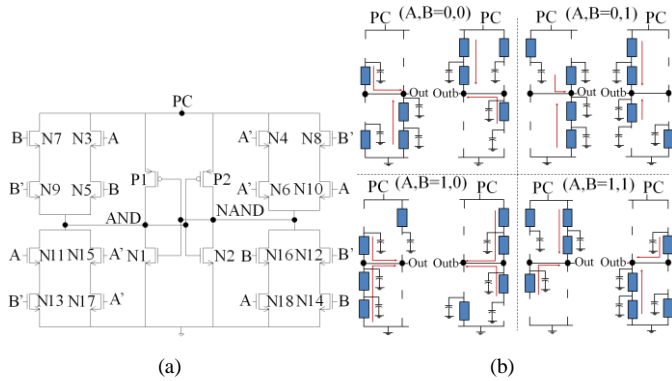 PC
B N7 N3 A
A' N4 N8 B'
P1 P2
B' N9 N5 B
A' N6 N10 A
AND NAND
A N11 N15 A' N1
N2 B N16 N12 B'
B' N13 N17 A'
A N18 N14 B
(a)
(A,B=0,0)
PC PC
Out Outb
(A,B=0,1)
PC PC
Out Outb
(A,B=1,0)
PC PC
Out Outb
(A,B=1,1)
PC PC
Out Outb
(b)